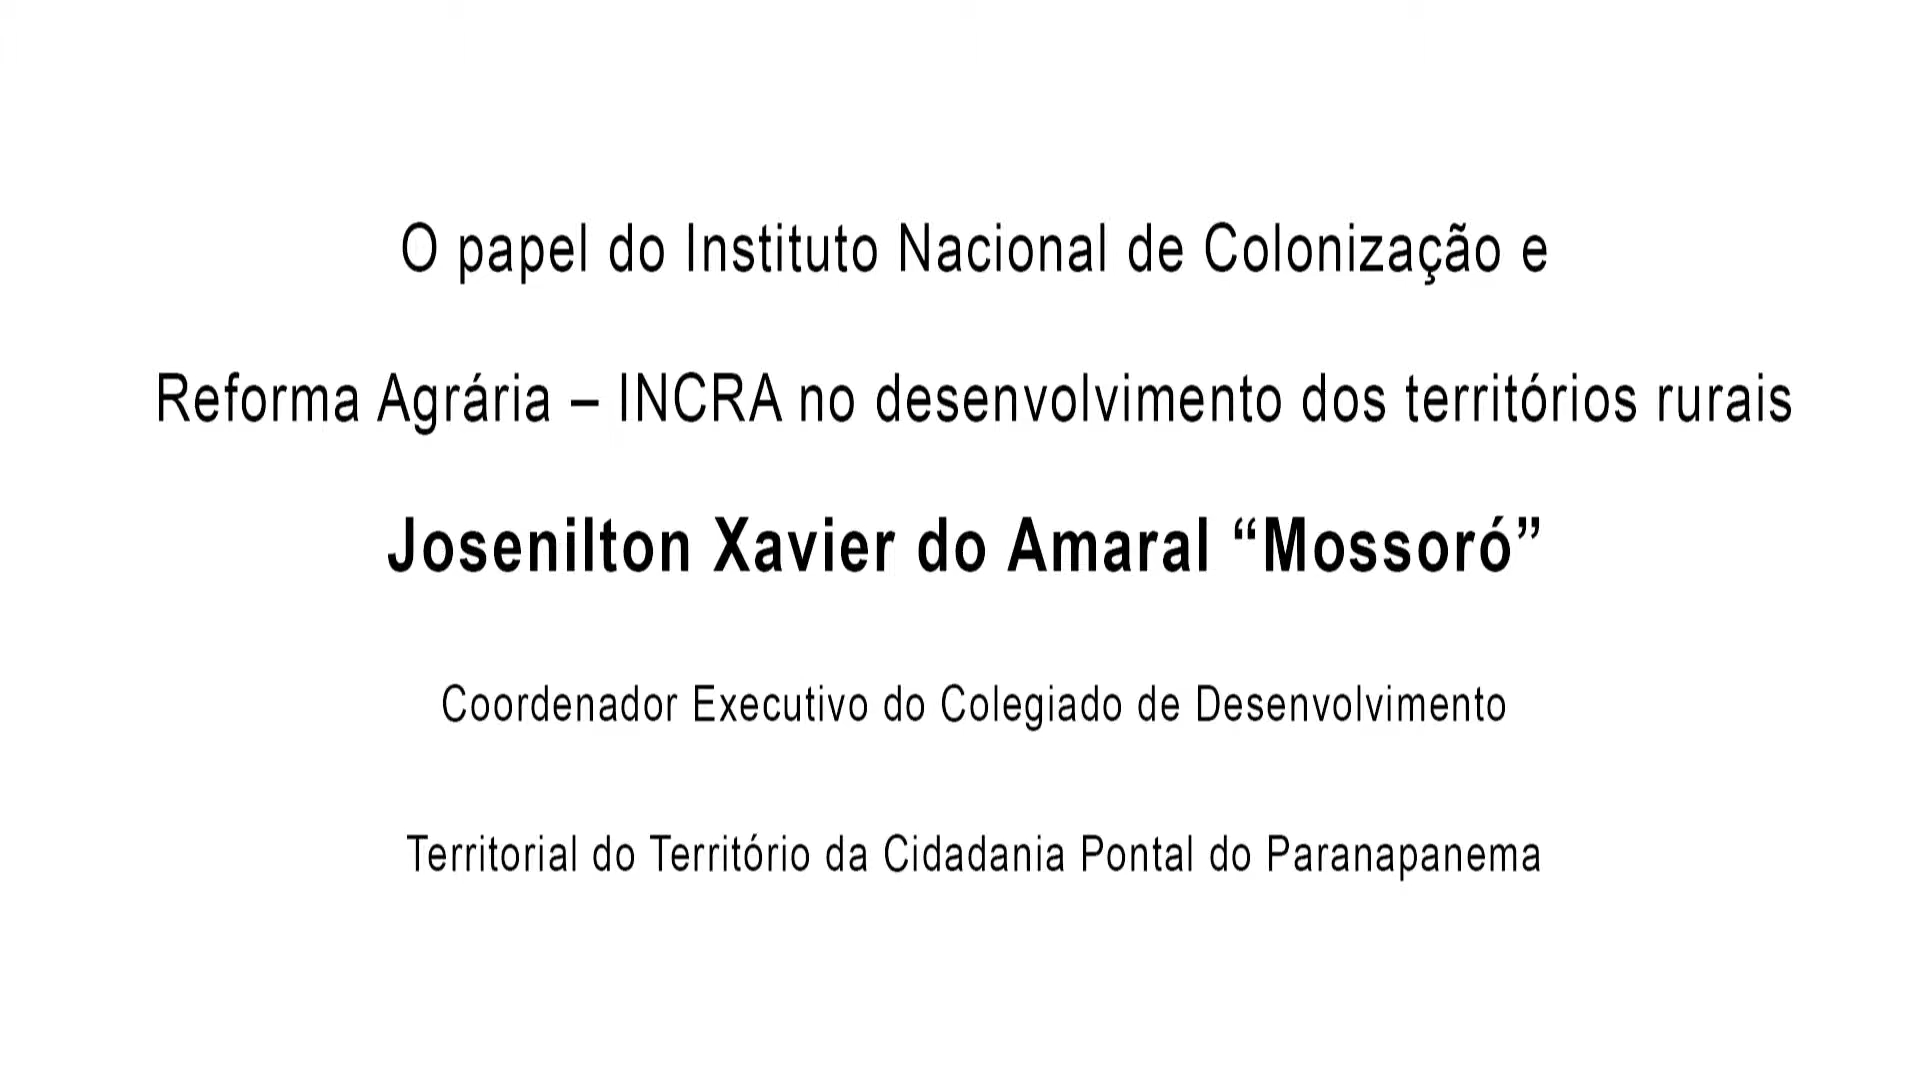 O papel do Instituto Nacional de Colonização e
Reforma Agrária – INCRA no desenvolvimento dos territórios rurais
Josenilton Xavier do Amaral “Mossoró”
Coordenador Executivo do Colegiado de Desenvolvimento
Territorial do Território da Cidadania Pontal do Paranapanema